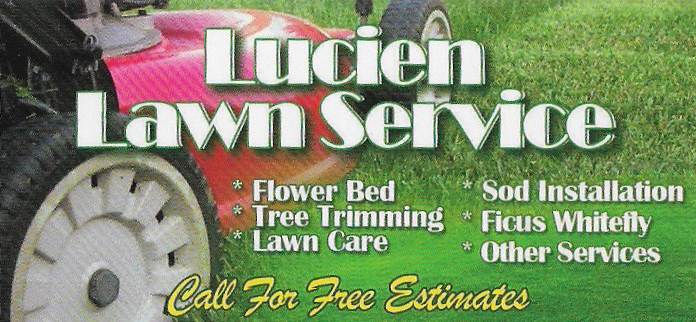 Lucien
Lawn Service
* Flower Bed
* Tree Trimming
* Lawn Care
* Sod Installation
* Ficus Whitefly
* Other Services
Call For Free Estimates